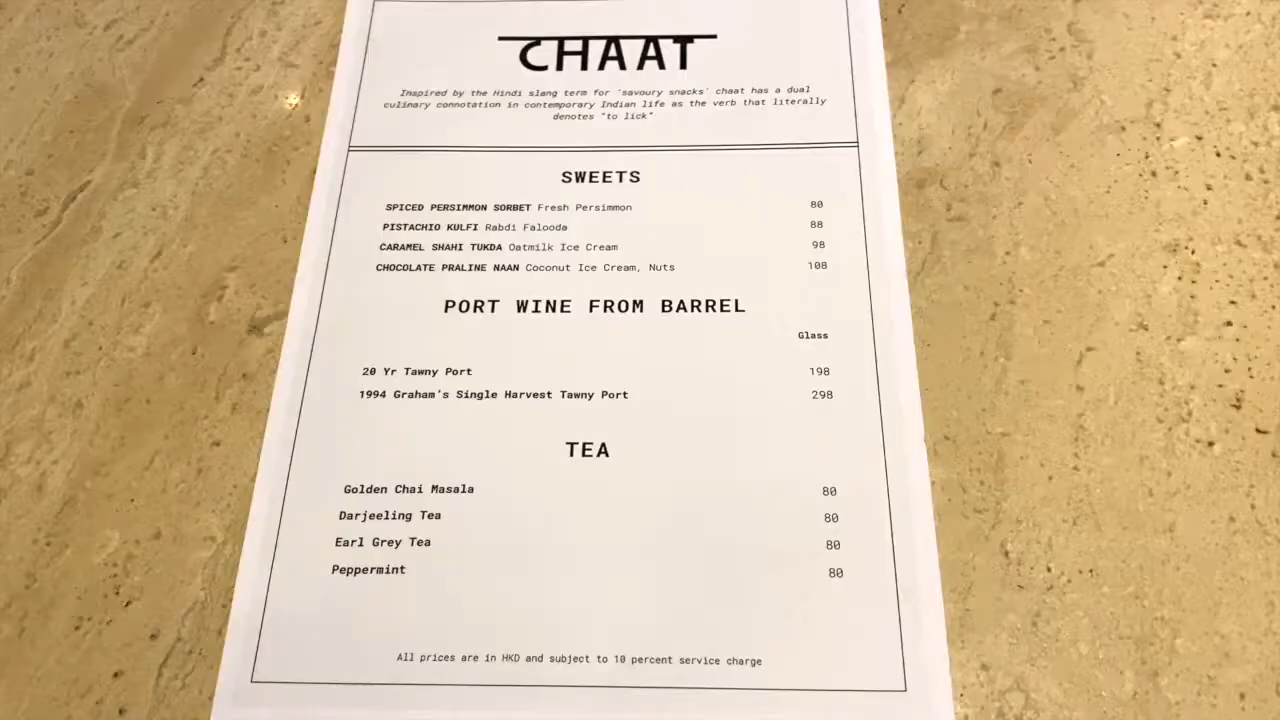 CHAAT
Inspired by the Hindi slang term for 'savoury snacks' chaat has a dual
culinary connotation in contemporary Indian life as the verb that literally
denotes "to lick"
SWEETS
SPICED PERSIMMON SORBET Fresh Persimmon 80
PISTACHIO KULFI Rabdi Falooda 88
CARAMEL SHAHI TUKDA Oatmilk Ice Cream 98
CHOCOLATE PRALINE NAAN Coconut Ice Cream, Nuts 108
PORT WINE FROM BARREL
Glass
20 Yr Tawny Port 198
1994 Graham's Single Harvest Tawny Port 298
TEA
Golden Chai Masala 80
Darjeeling Tea 80
Earl Grey Tea 80
Peppermint 80
All prices are in HKD and subject to 10 percent service charge